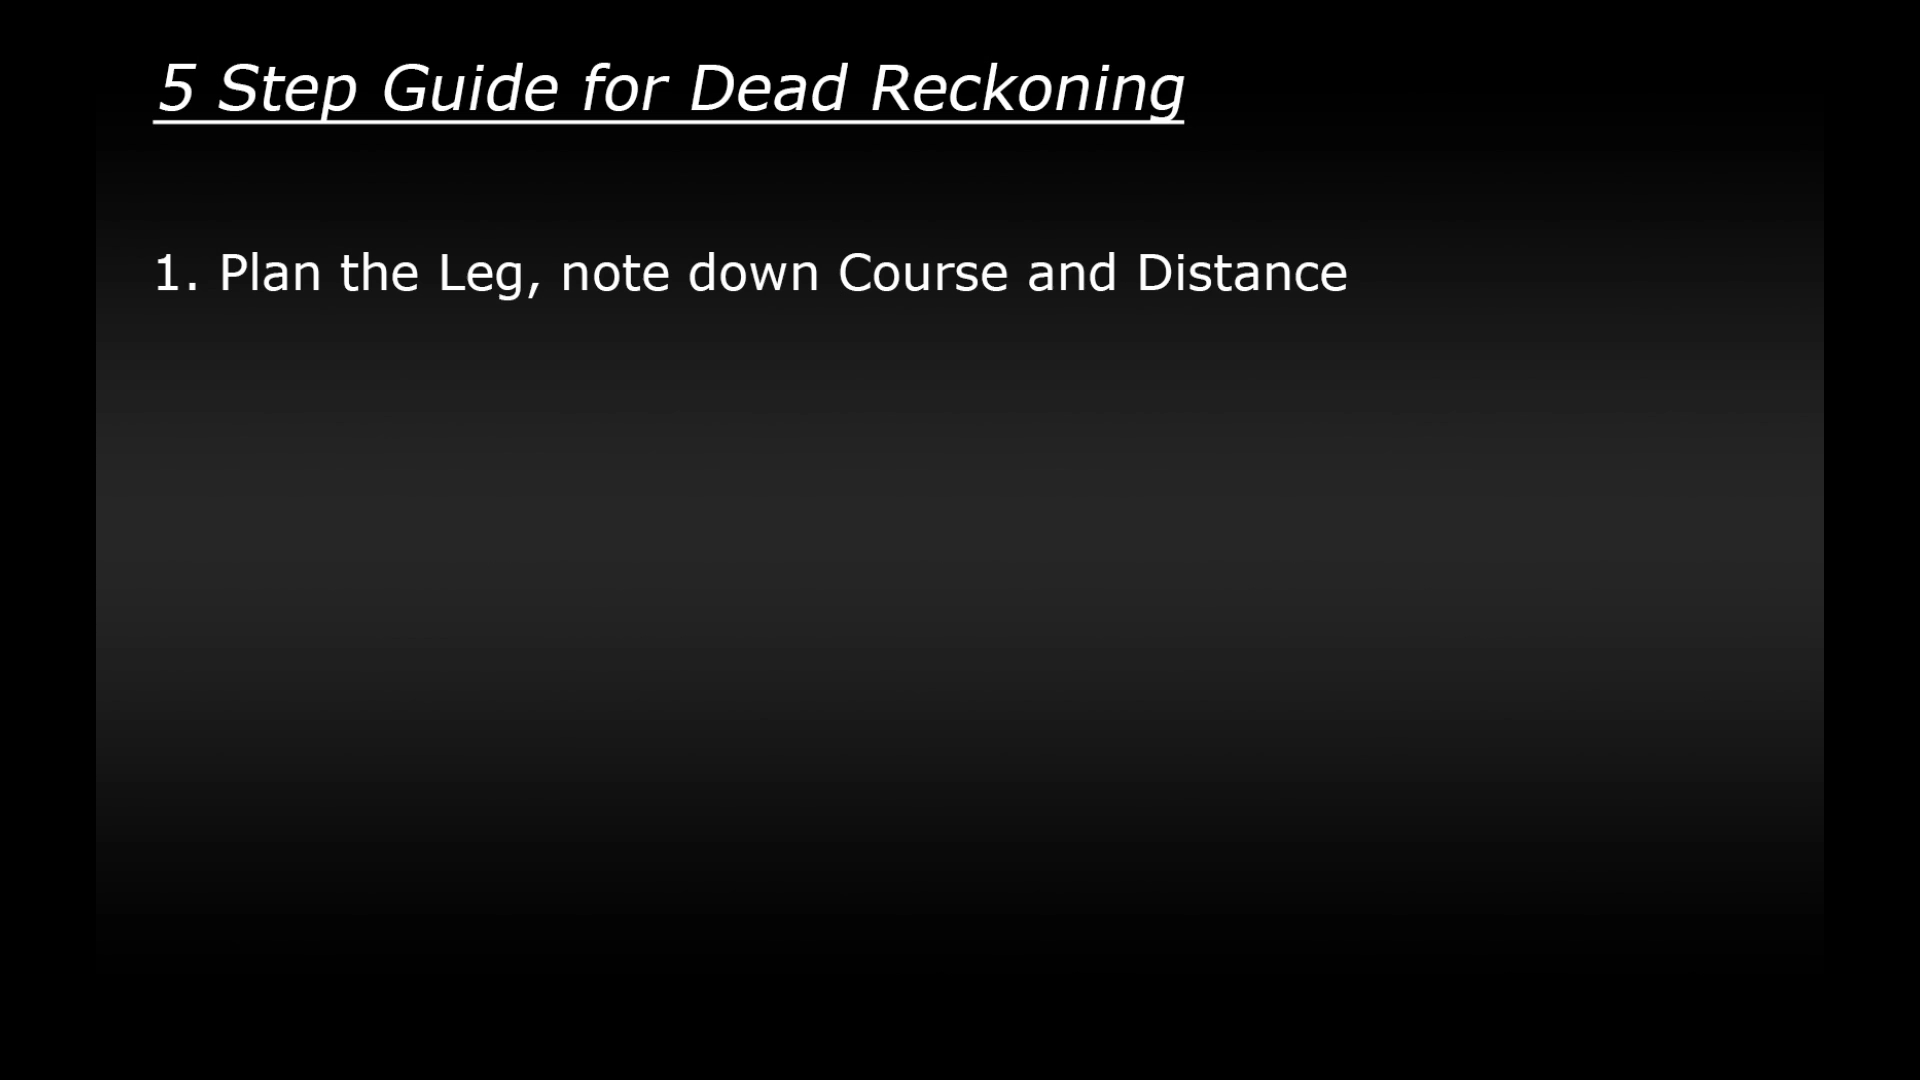 5 Step Guide for Dead Reckoning
1. Plan the Leg, note down Course and Distance